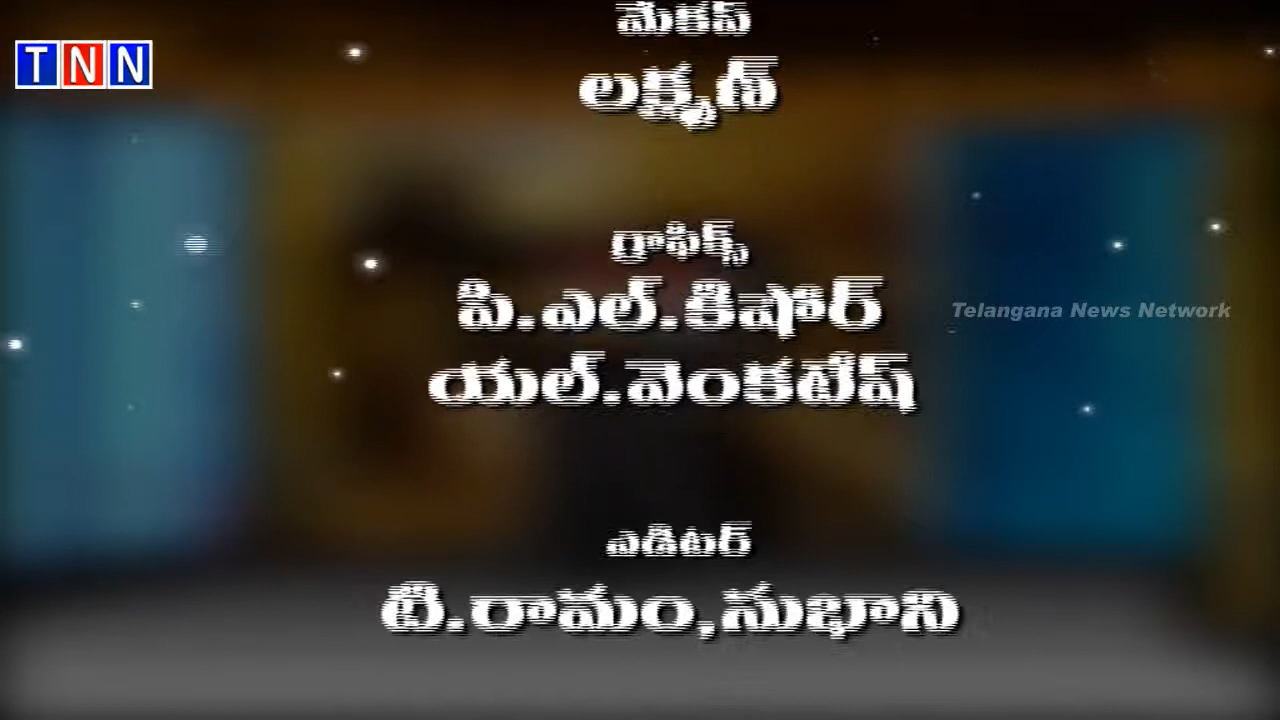 మేకప్
TNN
లక్ష్మణ్
గ్రాఫిక్స్
పి.ఎల్.కిషోర్
Telangana News Network
యల్.వెంకటేష్
ఎడిటర్
టి.రామం,సుభాని